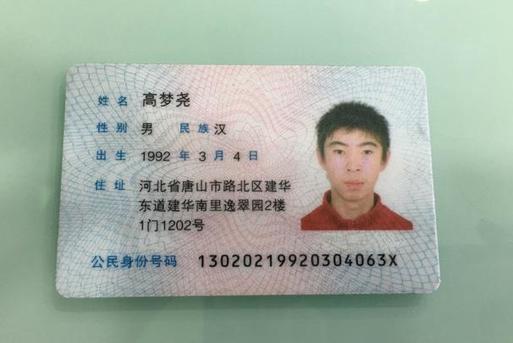 姓名 高梦尧
性别 男 民族 汉
出生 1992 年 3 月 4 日
住址 河北省唐山市路北区建华
东道建华南里逸翠园2楼
1门1202号
公民身份号码 13020219920304063X